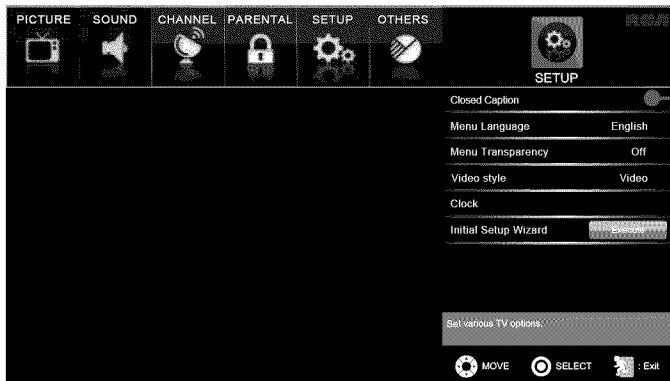 PICTURE SOUND CHANNEL PARENTAL SETUP OTHERS
RCA
SETUP
Closed Caption
Menu Language English
Menu Transparency Off
Video style Video
Clock
Initial Setup Wizard Execute
Set various TV options.
MOVE SELECT : Exit